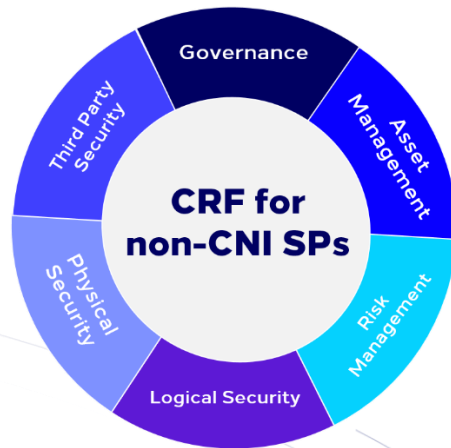 Governance
Asset
Management
Risk
Management
Logical Security
Physical
Security
Third Party
Security
CRF for
non-CNI SPs